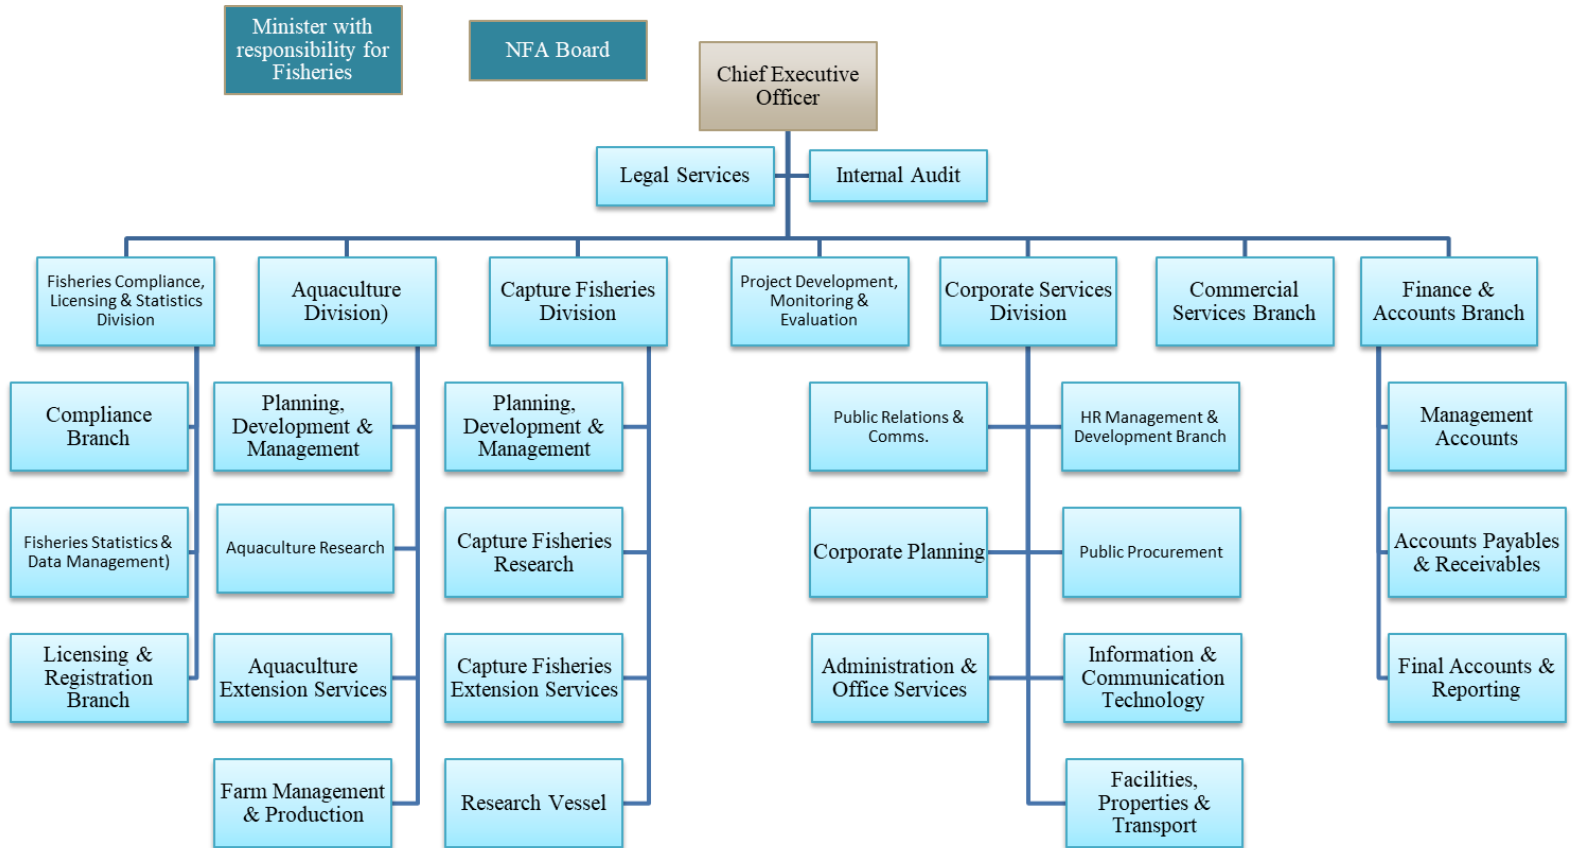 Minister with
responsibility for
Fisheries
NFA Board
Chief Executive
Officer
Legal Services
Internal Audit
Fisheries Compliance,
Licensing & Statistics
Division
Aquaculture
Division)
Capture Fisheries
Division
Project Development,
Monitoring &
Evaluation
Corporate Services
Division
Commercial
Services Branch
Finance &
Accounts Branch
Compliance
Branch
Planning,
Development &
Management
Planning,
Development &
Management
Public Relations &
Comms.
HR Management &
Development Branch
Management
Accounts
Fisheries Statistics &
Data Management)
Aquaculture Research
Capture Fisheries
Research
Corporate Planning
Public Procurement
Accounts Payables
& Receivables
Licensing &
Registration
Branch
Aquaculture
Extension Services
Capture Fisheries
Extension Services
Administration &
Office Services
Information &
Communication
Technology
Final Accounts &
Reporting
Farm Management
& Production
Research Vessel
Facilities,
Properties &
Transport